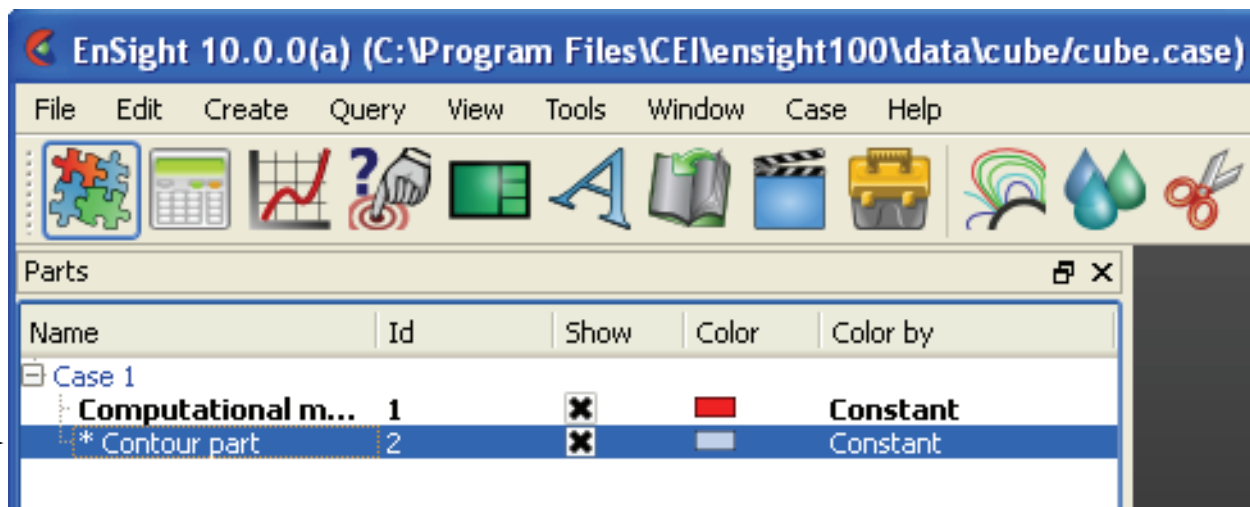 EnSight 10.0.0(a) (C:\Program Files\CEI\ensight100\data\cube/cube.case)
File Edit Create Query View Tools Window Case Help
Parts
Name Id Show Color Color by
Case 1
Computational m... 1 Constant
* Contour part 2 Constant